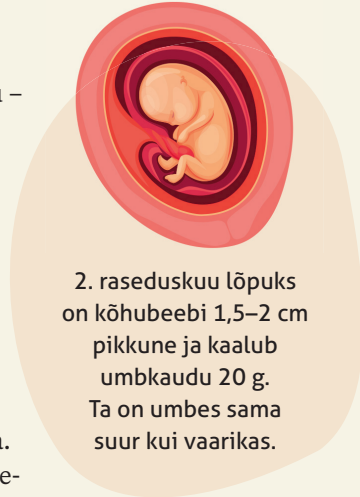 –
2. raseduskuu lõpuks
on kõhubeebi 1,5–2 cm
pikkune ja kaalub
umbkaudu 20 g.
Ta on umbes sama
suur kui vaarikas.
e-